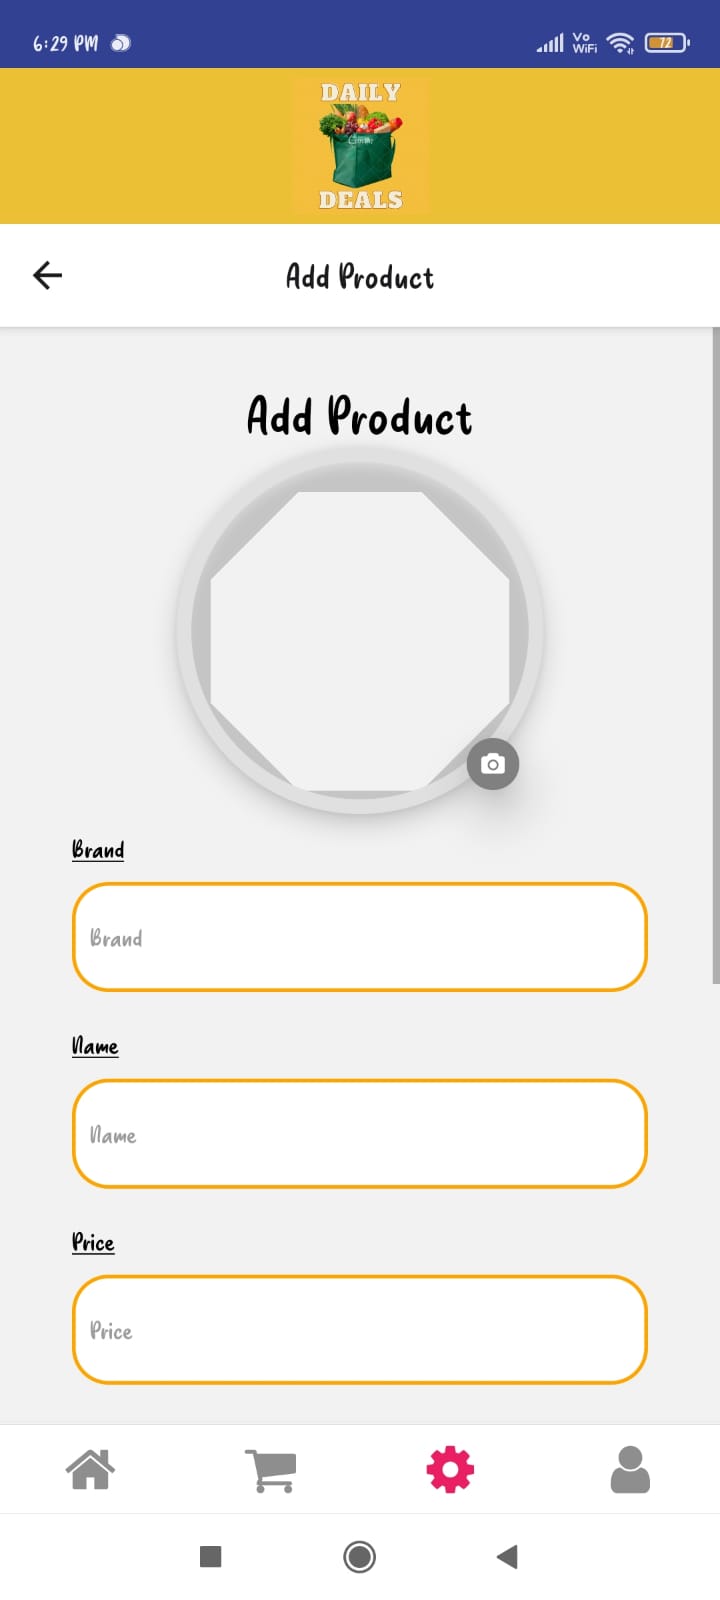 6:29 PM
Vo
WiFi
72
DAILY
DEALS
Add Product
Add Product
Brand
Brand
Name
Name
Price
Price